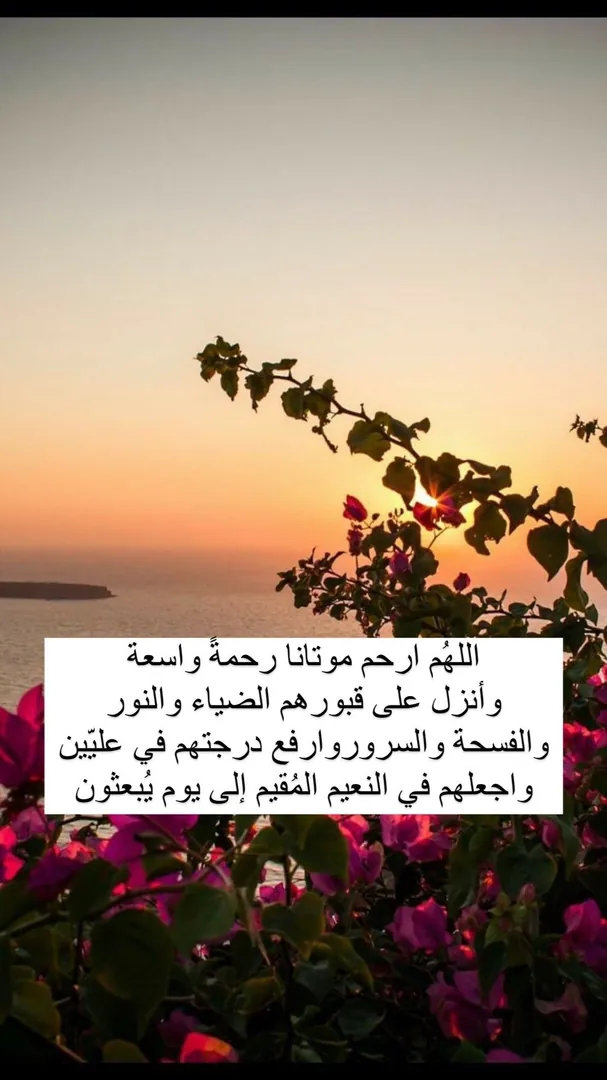 اللهُم ارحم موتانا رحمةً واسعة
وأنزل على قبورهم الضياء والنور
والفسحة والسروروارفع درجتهم في عليّين
واجعلهم في النعيم المُقيم إلى يوم يُبعثون